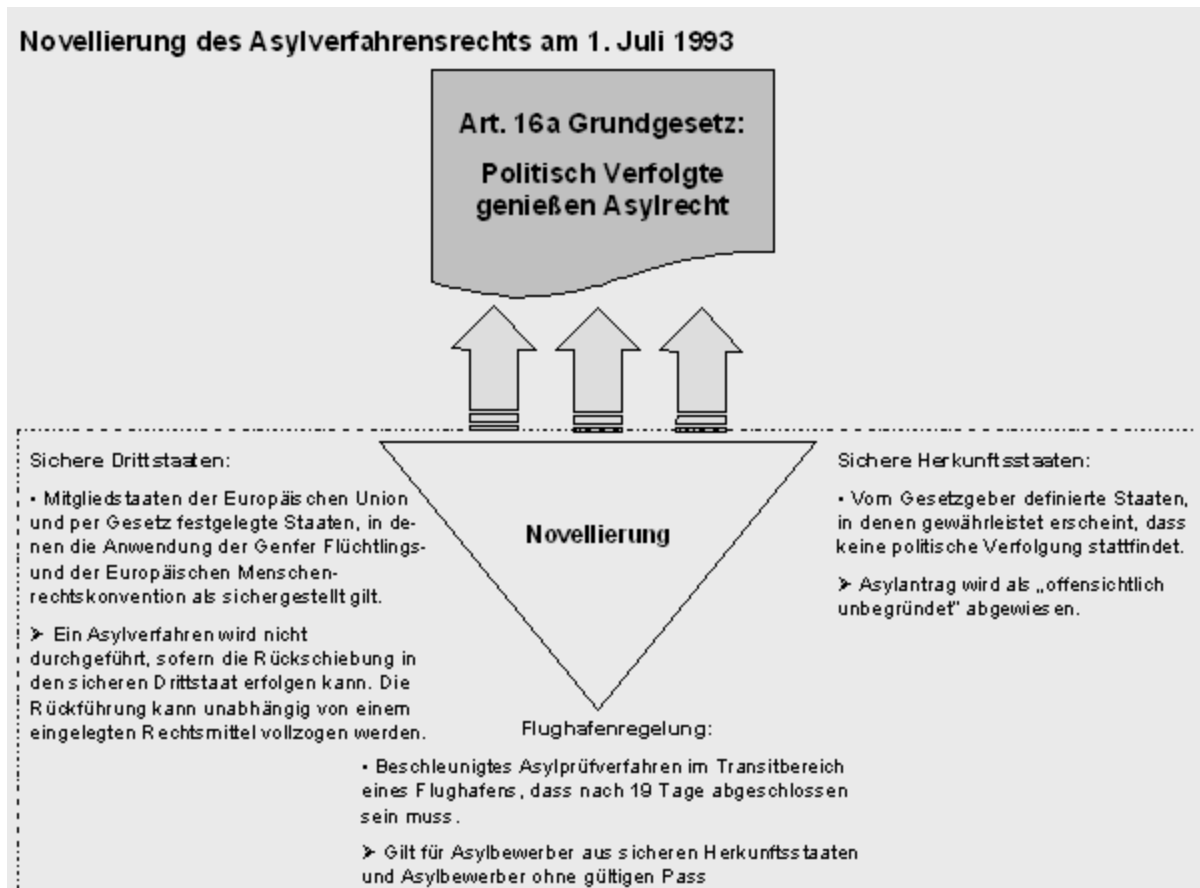 Novellierung des Asylverfahrensrechts am 1. Juli 1993
Art. 16a Grundgesetz:
Politisch Verfolgte
genießen Asylrecht
Sichere Drittstaaten:
• Mitgliedstaaten der Europäischen Union
und per Gesetz festgelegte Staaten, in de-
nen die Anwendung der Genfer Flüchtlings-
und der Europäischen Menschen-
rechtskonvention als sichergestellt gilt.
➤ Ein Asylverfahren wird nicht
durchgeführt, sofern die Rückschiebung in
den sicheren Drittstaat erfolgen kann. Die
Rückführung kann unabhängig von einem
eingelegten Rechtsmittel vollzogen werden.
Novellierung
Sichere Herkunftsstaaten:
• Vom Gesetzgeber definierte Staaten,
in denen gewährleistet erscheint, dass
keine politische Verfolgung stattfindet.
➤ Asylantrag wird als „offensichtlich
unbegründet" abgewiesen.
Flughafenregelung:
• Beschleunigtes Asylprüfverfahren im Transitbereich
eines Flughafens, dass nach 19 Tage abgeschlossen
sein muss.
➤ Gilt für Asylbewerber aus sicheren Herkunftsstaaten
und Asylbewerber ohne gültigen Pass